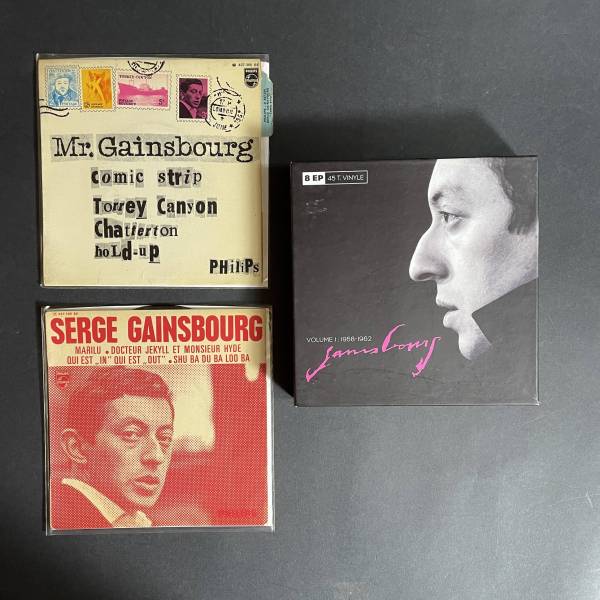 PHILIPS
Mr. Gainsbourg
comic strip
Torrey Canyon
Chatterton
hold-up
PHiliPs
SERGE GAINSBOURG
MARILU • DOCTEUR JEKYLL ET MONSIEUR HYDE
QUI EST „IN" QUI EST „OUT" • SHU BA DU BA LOO BA
PHILIPS
8 EP 45 T. VINYLE
VOLUME 1 : 1958-1962
Gainsbourg